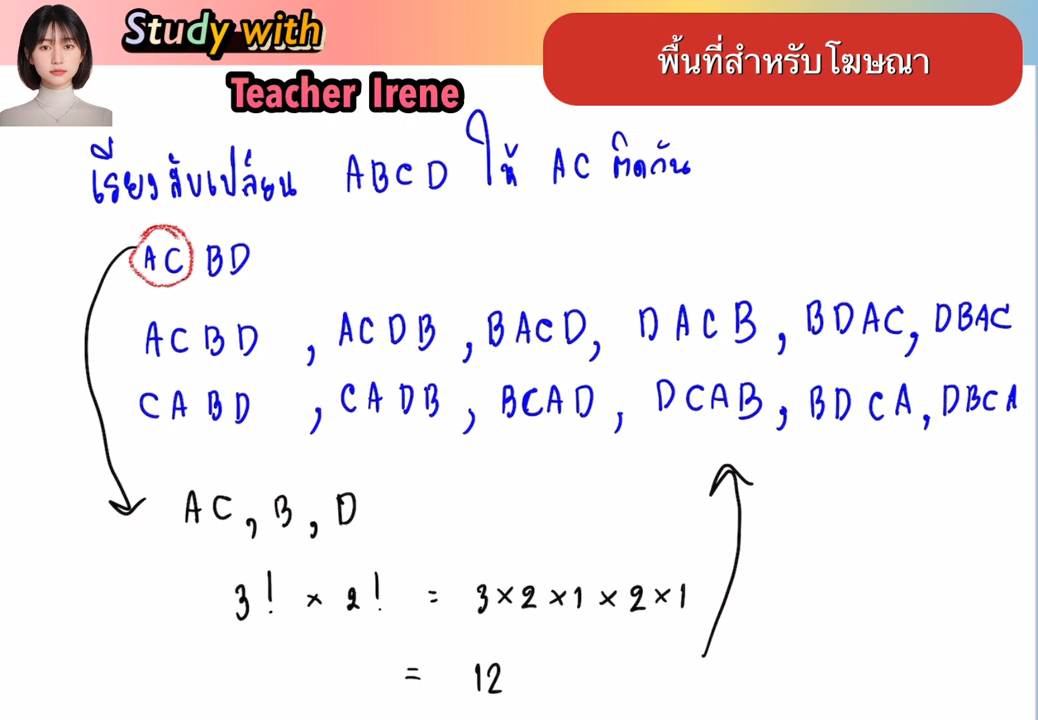 Study with
Teacher Irene
พื้นที่สำหรับโฆษณา
เรียงสับเปลี่ยน ABCD ให้ AC ติดกัน
AC BD
ACBD , ACDB , BACD, DACB , BDAC, DBAC
CABD , CADB , BCAD , DCAB , BDCA , DBCA
AC , B , D
3! × 2! = 3×2×1×2×1
= 12